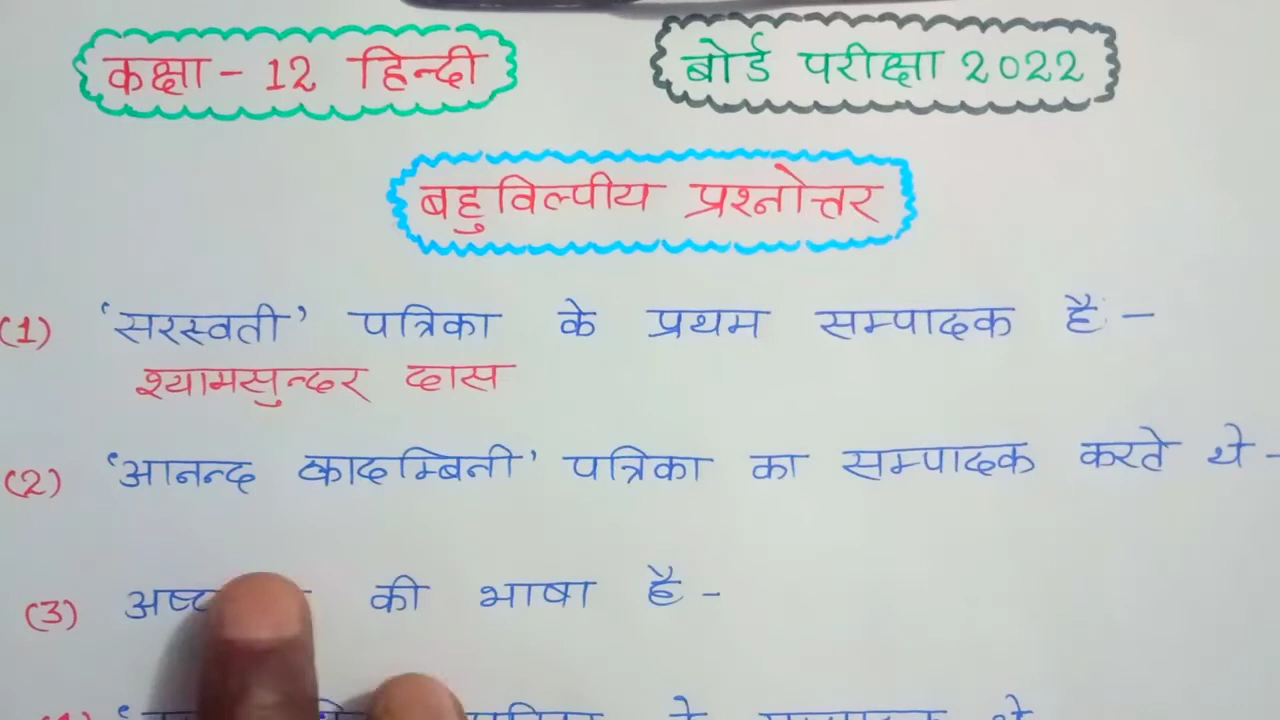 कक्षा - 12 हिन्दी
बोर्ड परीक्षा 2022
बहुविल्पीय प्रश्नोत्तर
(1) 'सरस्वती' पत्रिका के प्रथम सम्पादक है :-
श्यामसुन्दर दास
(2) 'आनन्द कादम्बिनी' पत्रिका का सम्पादक करते थे -
(3) की भाषा है -